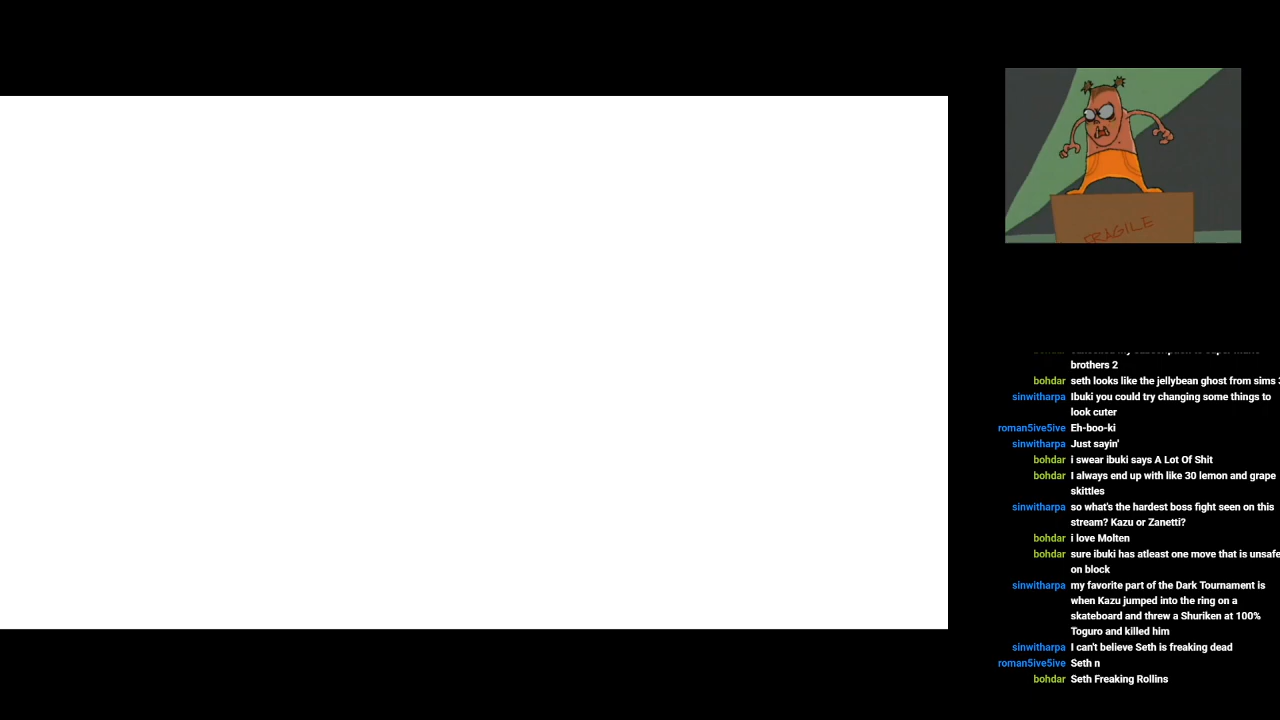 FRAGILE
brothers 2
bohdar seth looks like the jellybean ghost from sims
sinwitharpa Ibuki you could try changing some things to
look cuter
roman5ive5ive Eh-boo-ki
sinwitharpa Just sayin'
bohdar i swear ibuki says A Lot Of Shit
bohdar I always end up with like 30 lemon and grape
skittles
sinwitharpa so what's the hardest boss fight seen on this
stream? Kazu or Zanetti?
bohdar i love Molten
bohdar sure ibuki has atleast one move that is unsafe
on block
sinwitharpa my favorite part of the Dark Tournament is
when Kazu jumped into the ring on a
skateboard and threw a Shuriken at 100%
Toguro and killed him
sinwitharpa I can't believe Seth is freaking dead
roman5ive5ive Seth n
bohdar Seth Freaking Rollins